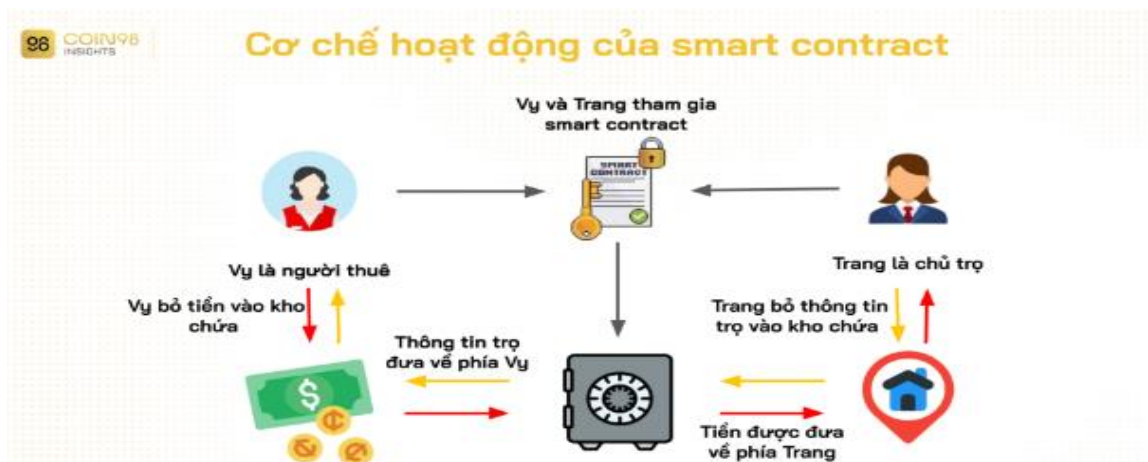 98 COIN98
INSIGHTS
Cơ chế hoạt động của smart contract
Vy và Trang tham gia
smart contract
SMART
CONTRACT
Vy là người thuê
Trang là chủ trọ
Vy bỏ tiền vào kho
chứa
Trang bỏ thông tin
trọ vào kho chứa
Thông tin trọ
đưa về phía Vy
$
Tiền được đưa
về phía Trang